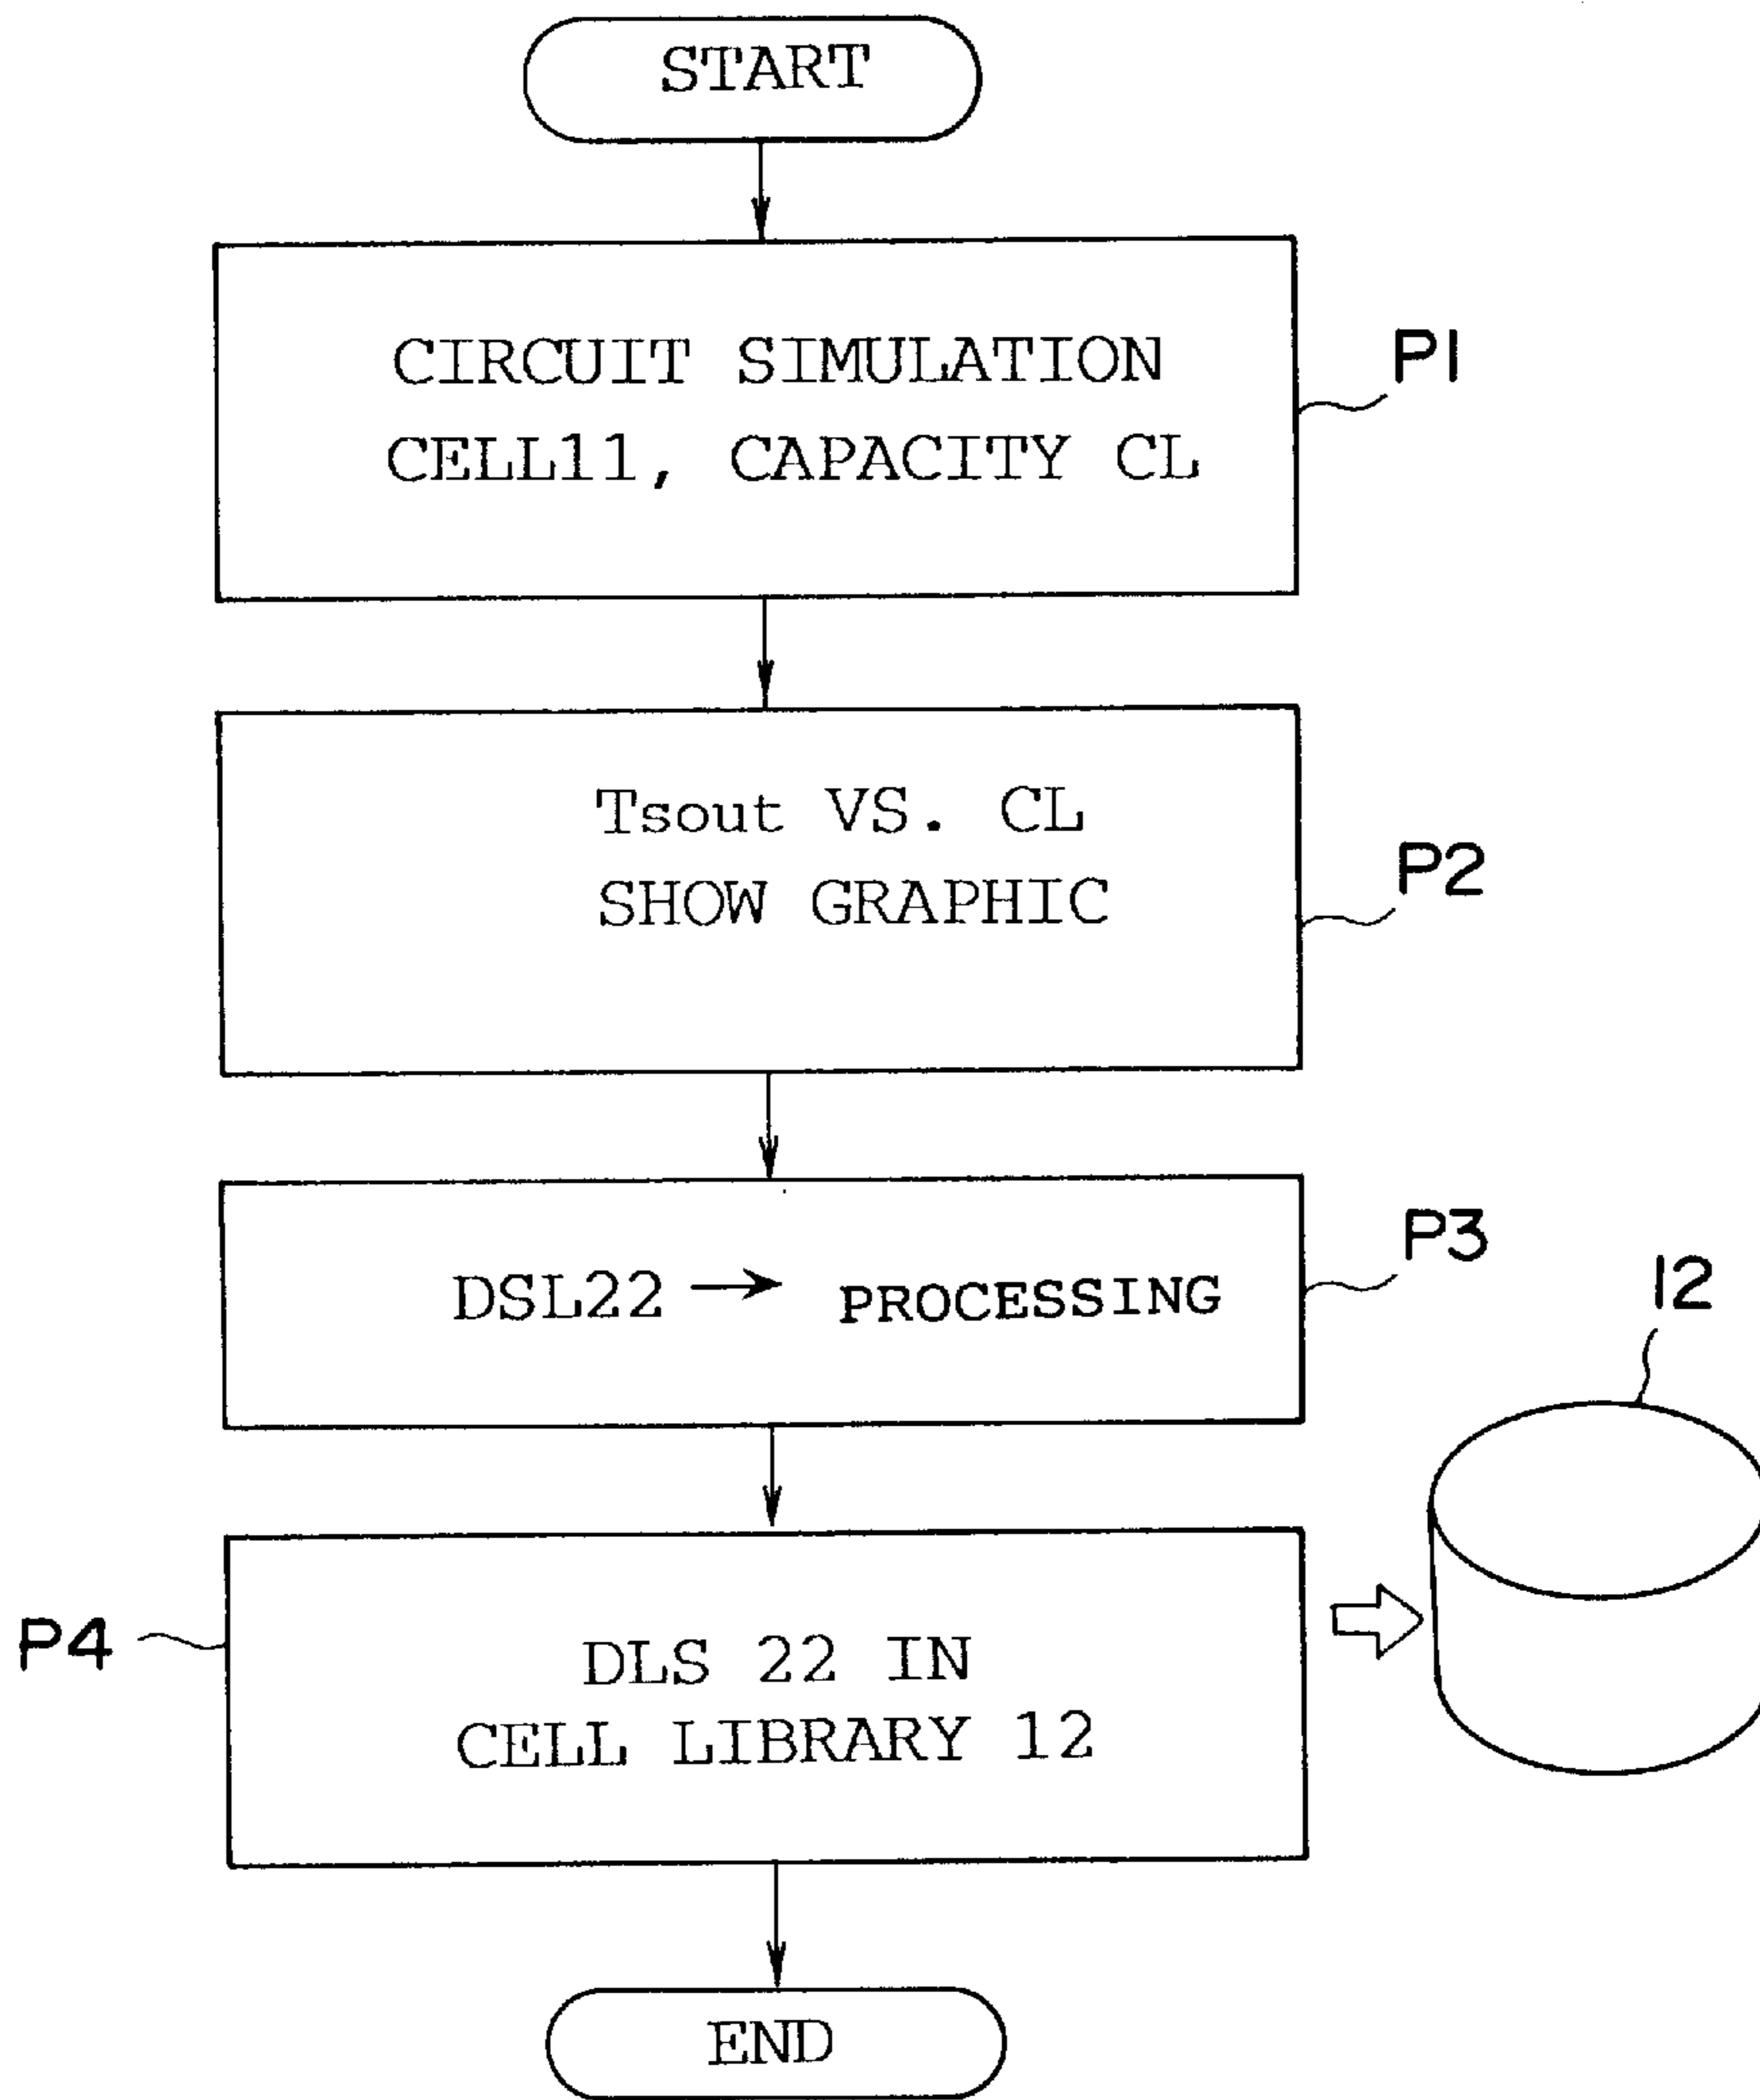 START
CIRCUIT SIMULATION
CELL11, CAPACITY CL
P1
Tsout VS. CL
SHOW GRAPHIC
P2
DSL22 → PROCESSING
P3
12
DLS 22 IN
CELL LIBRARY 12
P4
END